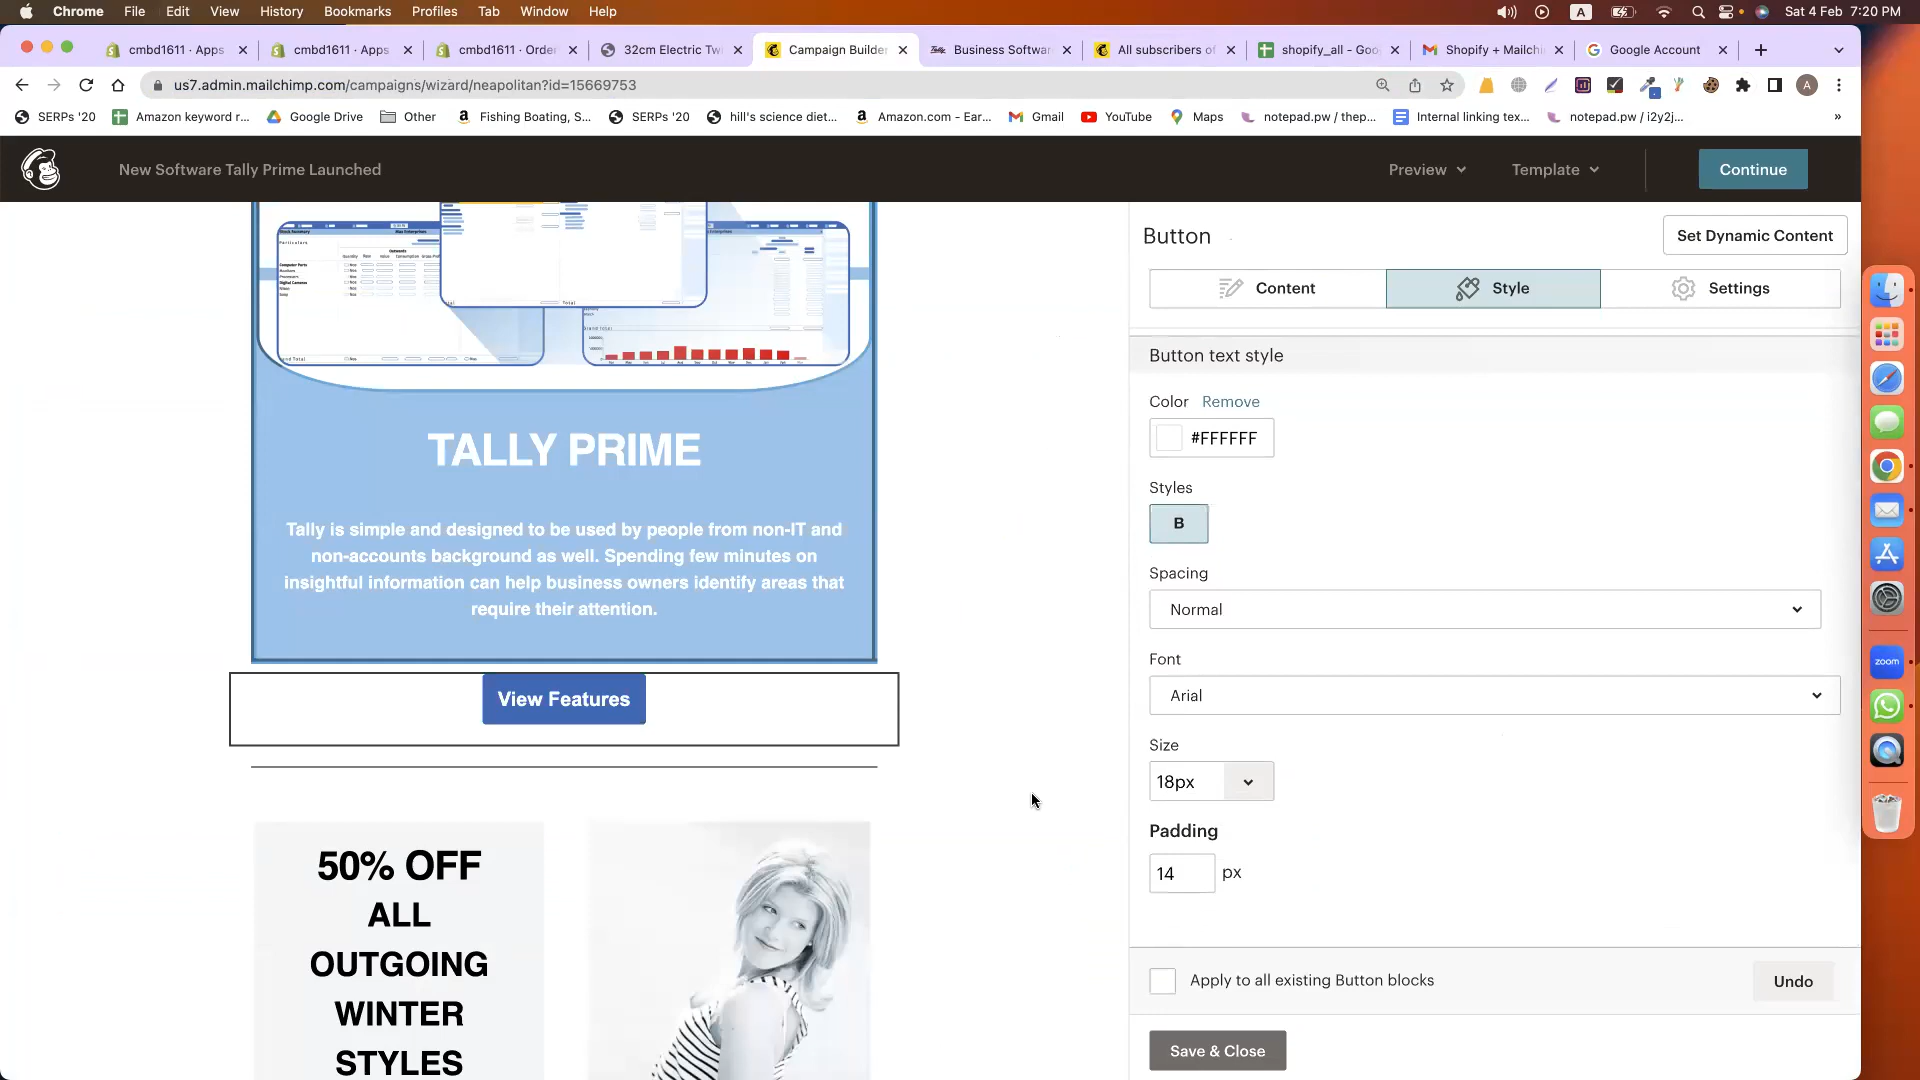 Chrome File Edit View History Bookmarks Profiles Tab Window Help
A Sat 4 Feb 7:20 PM
cmbd1611 · Apps
cmbd1611 · Apps
cmbd1611 · Orde
32cm Electric Tw
Campaign Builder
Business Softwar
All subscribers of
shopify_all - Goo
Shopify + Mailchi
Google Account
us7.admin.mailchimp.com/campaigns/wizard/neapolitan?id=15669753
A
SERPs '20
Amazon keyword r...
Google Drive
Other
Fishing Boating, S...
SERPs '20
hill's science diet...
Amazon.com - Ear...
Gmail
YouTube
Maps
notepad.pw / thep...
Internal linking tex...
notepad.pw / i2y2j...
»
New Software Tally Prime Launched
Preview
Template
Continue
Button
Set Dynamic Content
Content
Style
Settings
Button text style
Color Remove
#FFFFFF
Styles
B
Spacing
Normal
Font
Arial
Size
18px
Padding
14 px
Apply to all existing Button blocks
Undo
Save & Close
TALLY PRIME
Tally is simple and designed to be used by people from non-IT and
non-accounts background as well. Spending few minutes on
insightful information can help business owners identify areas that
require their attention.
View Features
50% OFF
ALL
OUTGOING
WINTER
STYLES
zoom